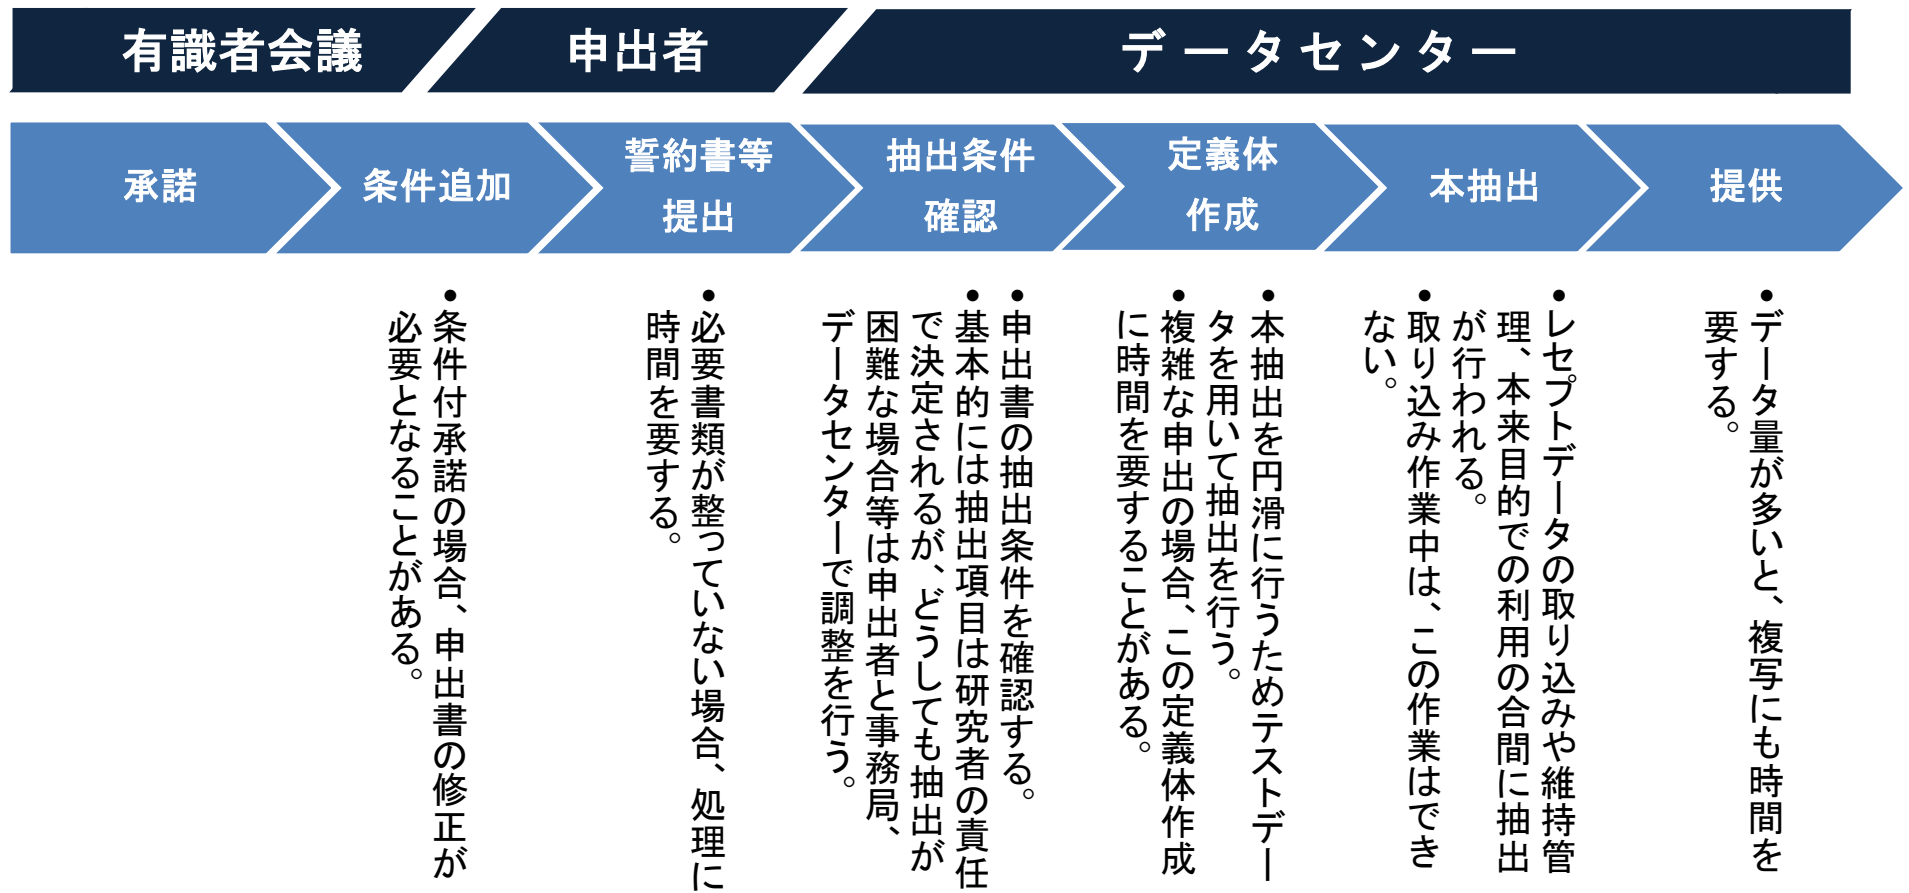 有識者会議
申出者
データセンター
承諾
条件追加
誓約書等
提出
抽出条件
確認
定義体
作成
本抽出
提供
•条件付承諾の場合、申出書の修正が
必要となることがある。
•必要書類が整っていない場合、処理に
時間を要する。
•申出書の抽出条件を確認する。
•基本的には抽出項目は研究者の責任
で決定されるが、どうしても抽出が
困難な場合等は申出者と事務局、
データセンターで調整を行う。
•本抽出を円滑に行うためテストデー
タを用いて抽出を行う。
•複雑な申出の場合、この定義体作成
に時間を要することがある。
•レセプトデータの取り込みや維持管
理、本来目的での利用の合間に抽出
が行われる。
•取り込み作業中は、この作業はでき
ない。
•データ量が多いと、複写にも時間を
要する。